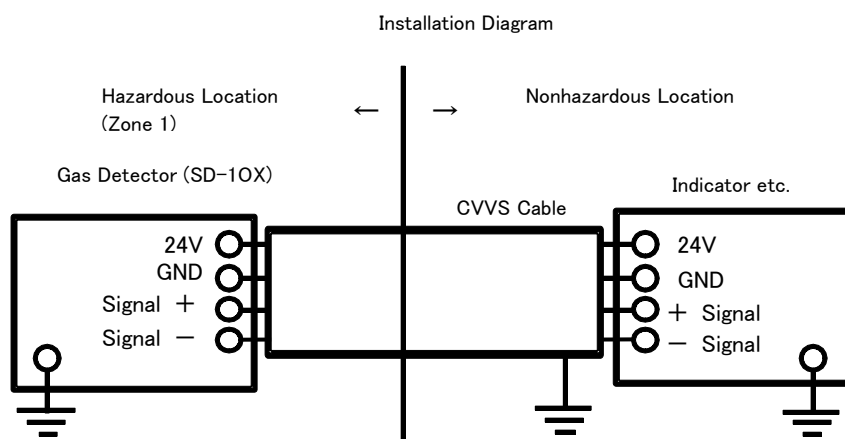 Installation Diagram
Hazardous Location
(Zone 1)
← →
Nonhazardous Location
Gas Detector (SD-1OX)
Indicator etc.
CVVS Cable
24V
GND
Signal +
Signal −
24V
GND
+ Signal
− Signal